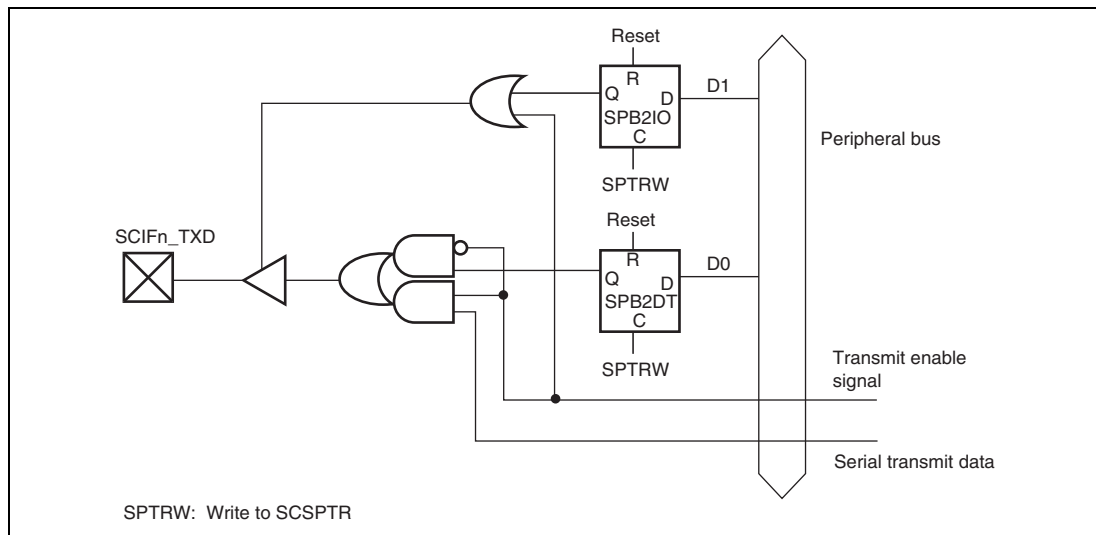 Reset
R
Q
D
SPB2IO
C
D1
SPTRW
Peripheral bus
SCIFn_TXD
Reset
R
Q
D
SPB2DT
C
D0
SPTRW
Transmit enable
signal
Serial transmit data
SPTRW: Write to SCSPTR